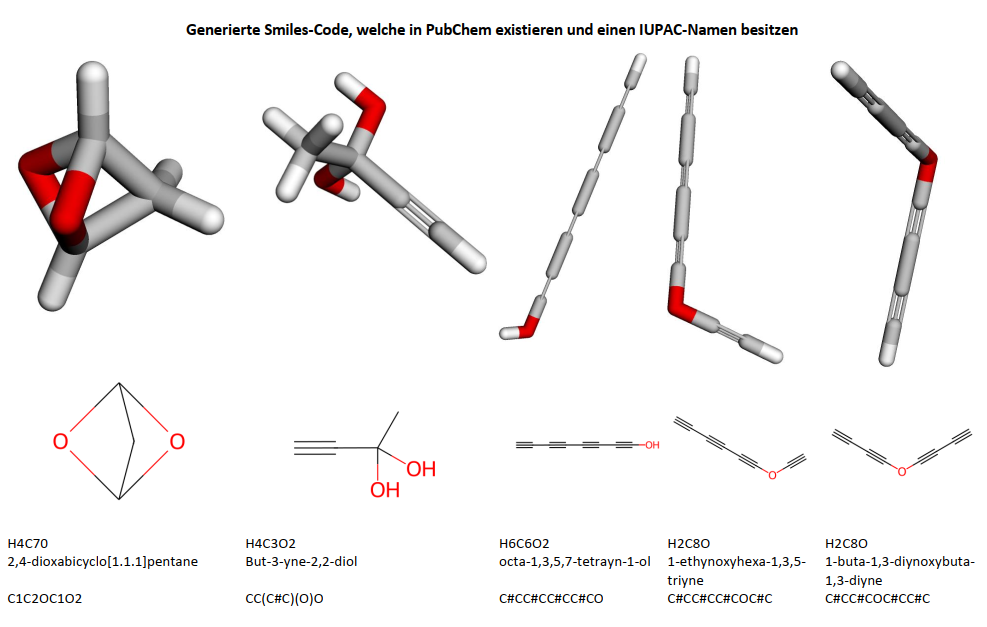 Generierte Smiles-Code, welche in PubChem existieren und einen IUPAC-Namen besitzen
O
O
OH
OH
OH
O
O
H4C70
2,4-dioxabicyclo[1.1.1]pentane
C1C2OC1O2
H4C3O2
But-3-yne-2,2-diol
CC(C#C)(O)O
H6C6O2
octa-1,3,5,7-tetrayn-1-ol
C#CC#CC#CC#CO
H2C8O
1-ethynoxyhexa-1,3,5-
triyne
C#CC#CC#COC#C
H2C8O
1-buta-1,3-diynoxybuta-
1,3-diyne
C#CC#COC#CC#C